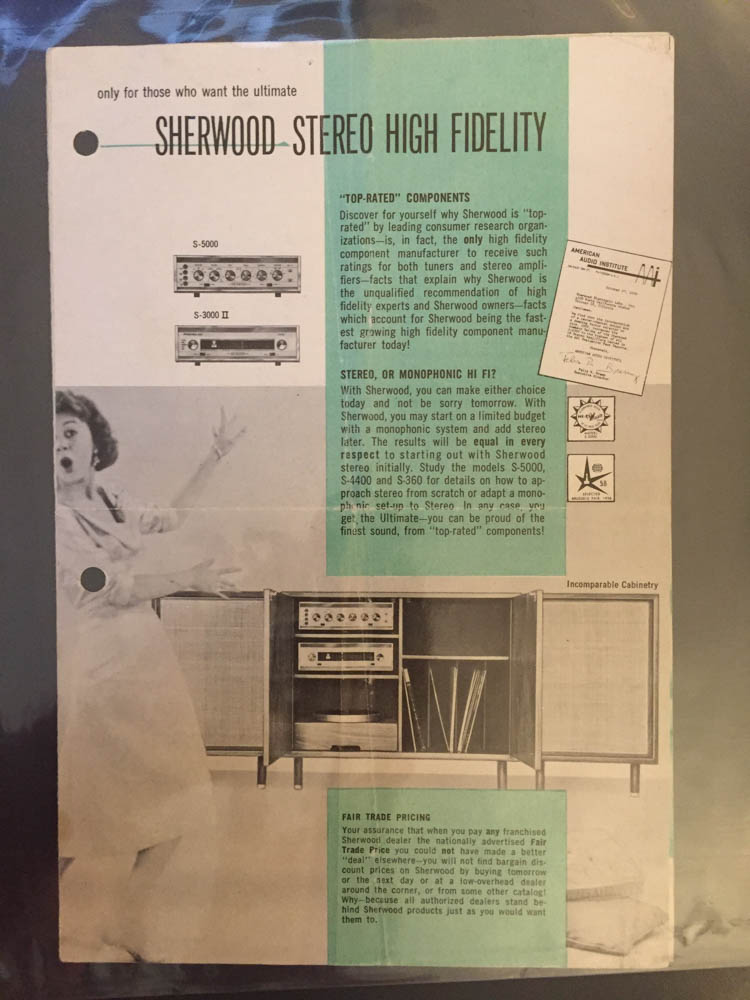 only for those who want the ultimate
SHERWOOD STEREO HIGH FIDELITY
"TOP-RATED" COMPONENTS
Discover for yourself why Sherwood is "top-
rated" by leading consumer research organ-
izations—is, in fact, the only high fidelity
component manufacturer to receive such
ratings for both tuners and stereo ampli-
fiers—facts that explain why Sherwood is
the unqualified recommendation of high
fidelity experts and Sherwood owners—facts
which account for Sherwood being the fast-
est growing high fidelity component manu-
facturer today!
S-5000
S-3000 II
AMERICAN
AUDIO INSTITUTE
STEREO, OR MONOPHONIC HI FI?
With Sherwood, you can make either choice
today and not be sorry tomorrow. With
Sherwood, you may start on a limited budget
with a monophonic system and add stereo
later. The results will be equal in every
respect to starting out with Sherwood
stereo initially. Study the models S-5000,
S-4400 and S-360 for details on how to ap-
proach stereo from scratch or adapt a mono-
phonic set-up to Stereo. In any case, you
get the Ultimate—you can be proud of the
finest sound, from "top-rated" components!
58
Incomparable Cabinetry
FAIR TRADE PRICING
Your assurance that when you pay any franchised
Sherwood dealer the nationally advertised Fair
Trade Price you could not have made a better
"deal" elsewhere—you will not find bargain dis-
count prices on Sherwood by buying tomorrow
or the next day or at a low-overhead dealer
around the corner, or from some other catalog!
Why—because all authorized dealers stand be-
hind Sherwood products just as you would want
them to.